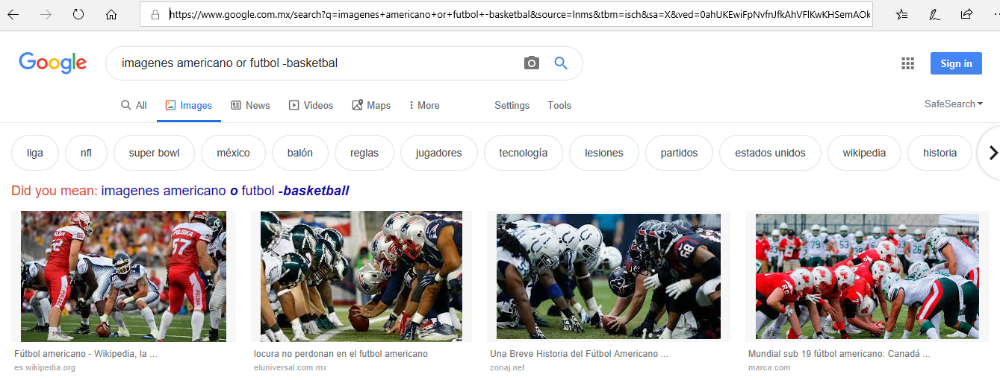 https://www.google.com.mx/search?q=imagenes+americano+or+futbol+-basketbal&source=lnms&tbm=isch&sa=X&ved=0ahUKEwiFpNvfnJfkAhVFlKwKHSemAOk
Google
imagenes americano or futbol -basketbal
Sign in
All Images News Videos Maps More Settings Tools SafeSearch
liga nfl super bowl méxico balón reglas jugadores tecnología lesiones partidos estados unidos wikipedia historia
Did you mean: imagenes americano o futbol -basketball
Fútbol americano - Wikipedia, la ... locura no perdonan en el futbol americano Una Breve Historia del Fútbol Americano ... Mundial sub 19 fútbol americano: Canadá ...
es.wikipedia.org eluniversal.com.mx zonaj.net marca.com